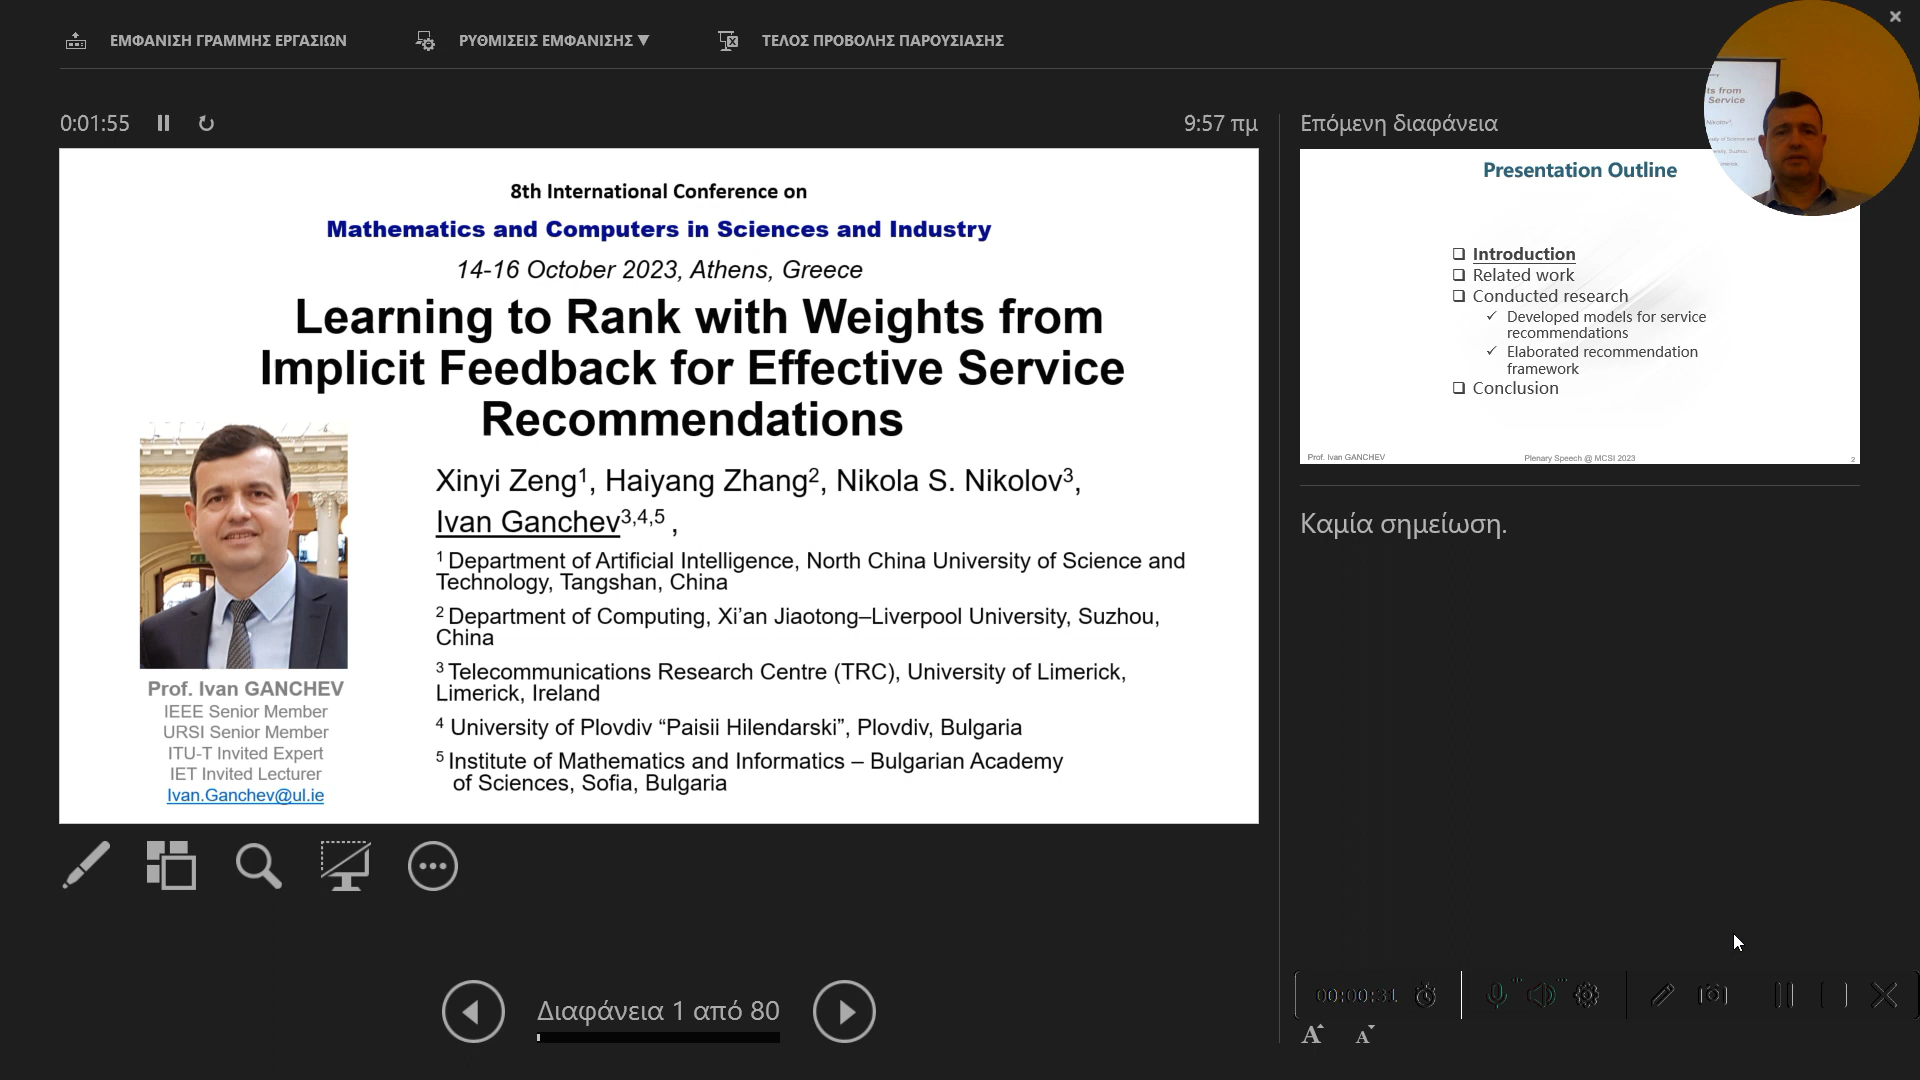 ΕΜΦΑΝΙΣΗ ΓΡΑΜΜΗΣ ΕΡΓΑΣΙΩΝ
ΡΥΘΜΙΣΕΙΣ ΕΜΦΑΝΙΣΗΣ ▼
ΤΕΛΟΣ ΠΡΟΒΟΛΗΣ ΠΑΡΟΥΣΙΑΣΗΣ
0:01:55
9:57 πμ
8th International Conference on
Mathematics and Computers in Sciences and Industry
14-16 October 2023, Athens, Greece
Learning to Rank with Weights from
Implicit Feedback for Effective Service
Recommendations
Xinyi Zeng1, Haiyang Zhang2, Nikola S. Nikolov3,
Ivan Ganchev3,4,5 ,
1 Department of Artificial Intelligence, North China University of Science and
Technology, Tangshan, China
2 Department of Computing, Xi’an Jiaotong–Liverpool University, Suzhou,
China
3 Telecommunications Research Centre (TRC), University of Limerick,
Limerick, Ireland
4 University of Plovdiv “Paisii Hilendarski”, Plovdiv, Bulgaria
5 Institute of Mathematics and Informatics – Bulgarian Academy
of Sciences, Sofia, Bulgaria
Prof. Ivan GANCHEV
IEEE Senior Member
URSI Senior Member
ITU-T Invited Expert
IET Invited Lecturer
Ivan.Ganchev@ul.ie
Διαφάνεια 1 από 80
Επόμενη διαφάνεια
ts from
Service
Nikolov3,
Presentation Outline
Introduction
Related work
Conducted research
Developed models for service
recommendations
Elaborated recommendation
framework
Conclusion
Prof. Ivan GANCHEV
Plenary Speech @ MCSI 2023
2
Καμία σημείωση.
00:00:31
A A